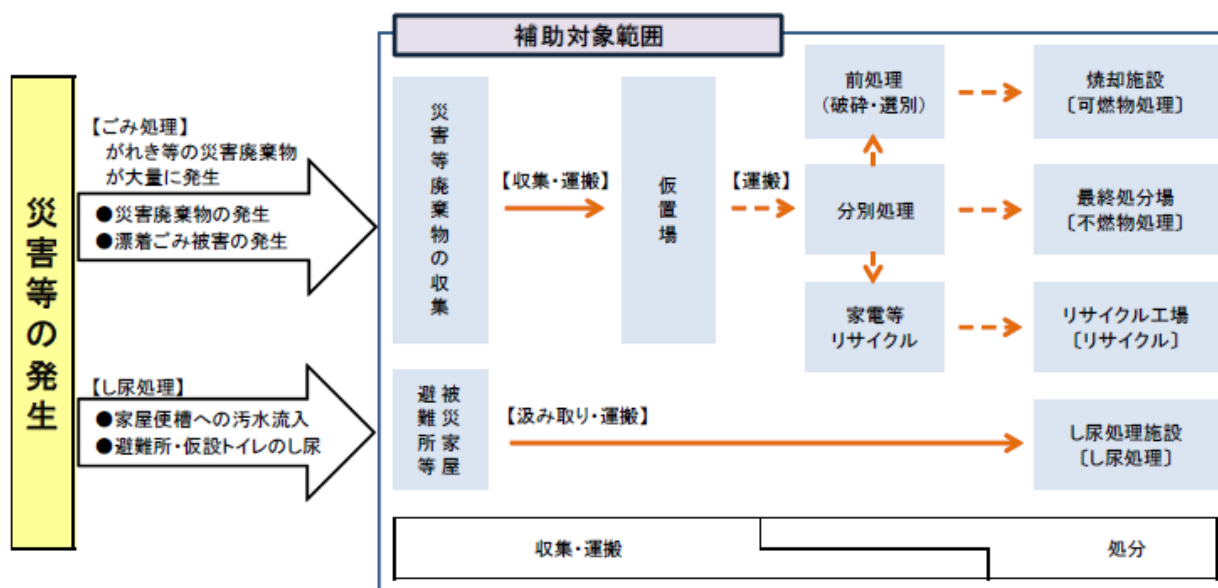 補助対象範囲
災害等の発生
【ごみ処理】
がれき等の災害廃棄物
が大量に発生
●災害廃棄物の発生
●漂着ごみ被害の発生
災害等廃棄物の収集
【収集・運搬】
仮置場
【運搬】
前処理
(破砕・選別)
分別処理
家電等
リサイクル
焼却施設
〔可燃物処理〕
最終処分場
〔不燃物処理〕
リサイクル工場
〔リサイクル〕
【し尿処理】
●家屋便槽への汚水流入
●避難所・仮設トイレのし尿
被災家屋
避難所等
【汲み取り・運搬】
し尿処理施設
〔し尿処理〕
収集・運搬
処分